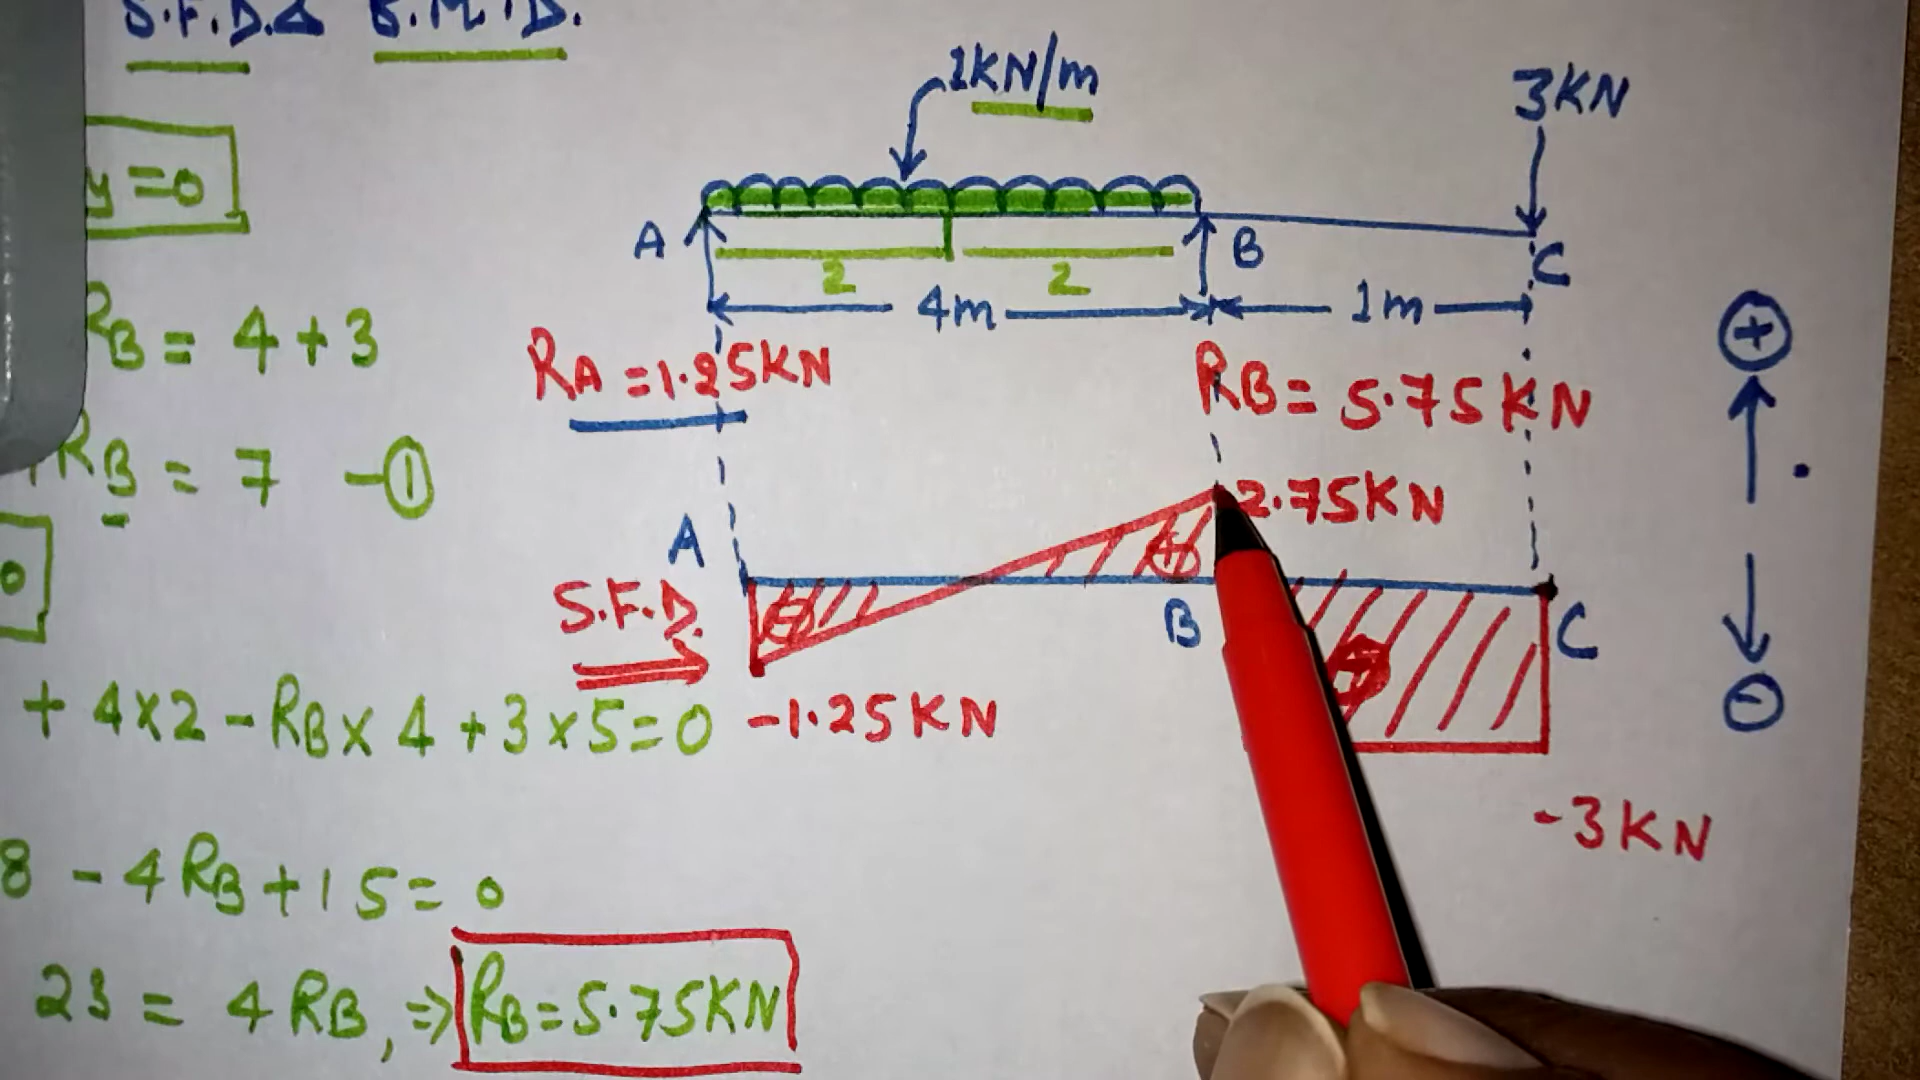 S.F.D & B.M.D.
1KN/m
3KN
y=0
A
B
C
2
2
4m
1m
RB = 4+3
RA =1.25KN
RB= 5.75KN
+
RB = 7 -①
2.75KN
A
S.F.D.
+
-
B
C
0
-
+ 4×2 - RB× 4 +3×5=0
-1.25KN
-3KN
8 - 4RB+15= 0
23 = 4RB, ⇒ RB=5.75KN